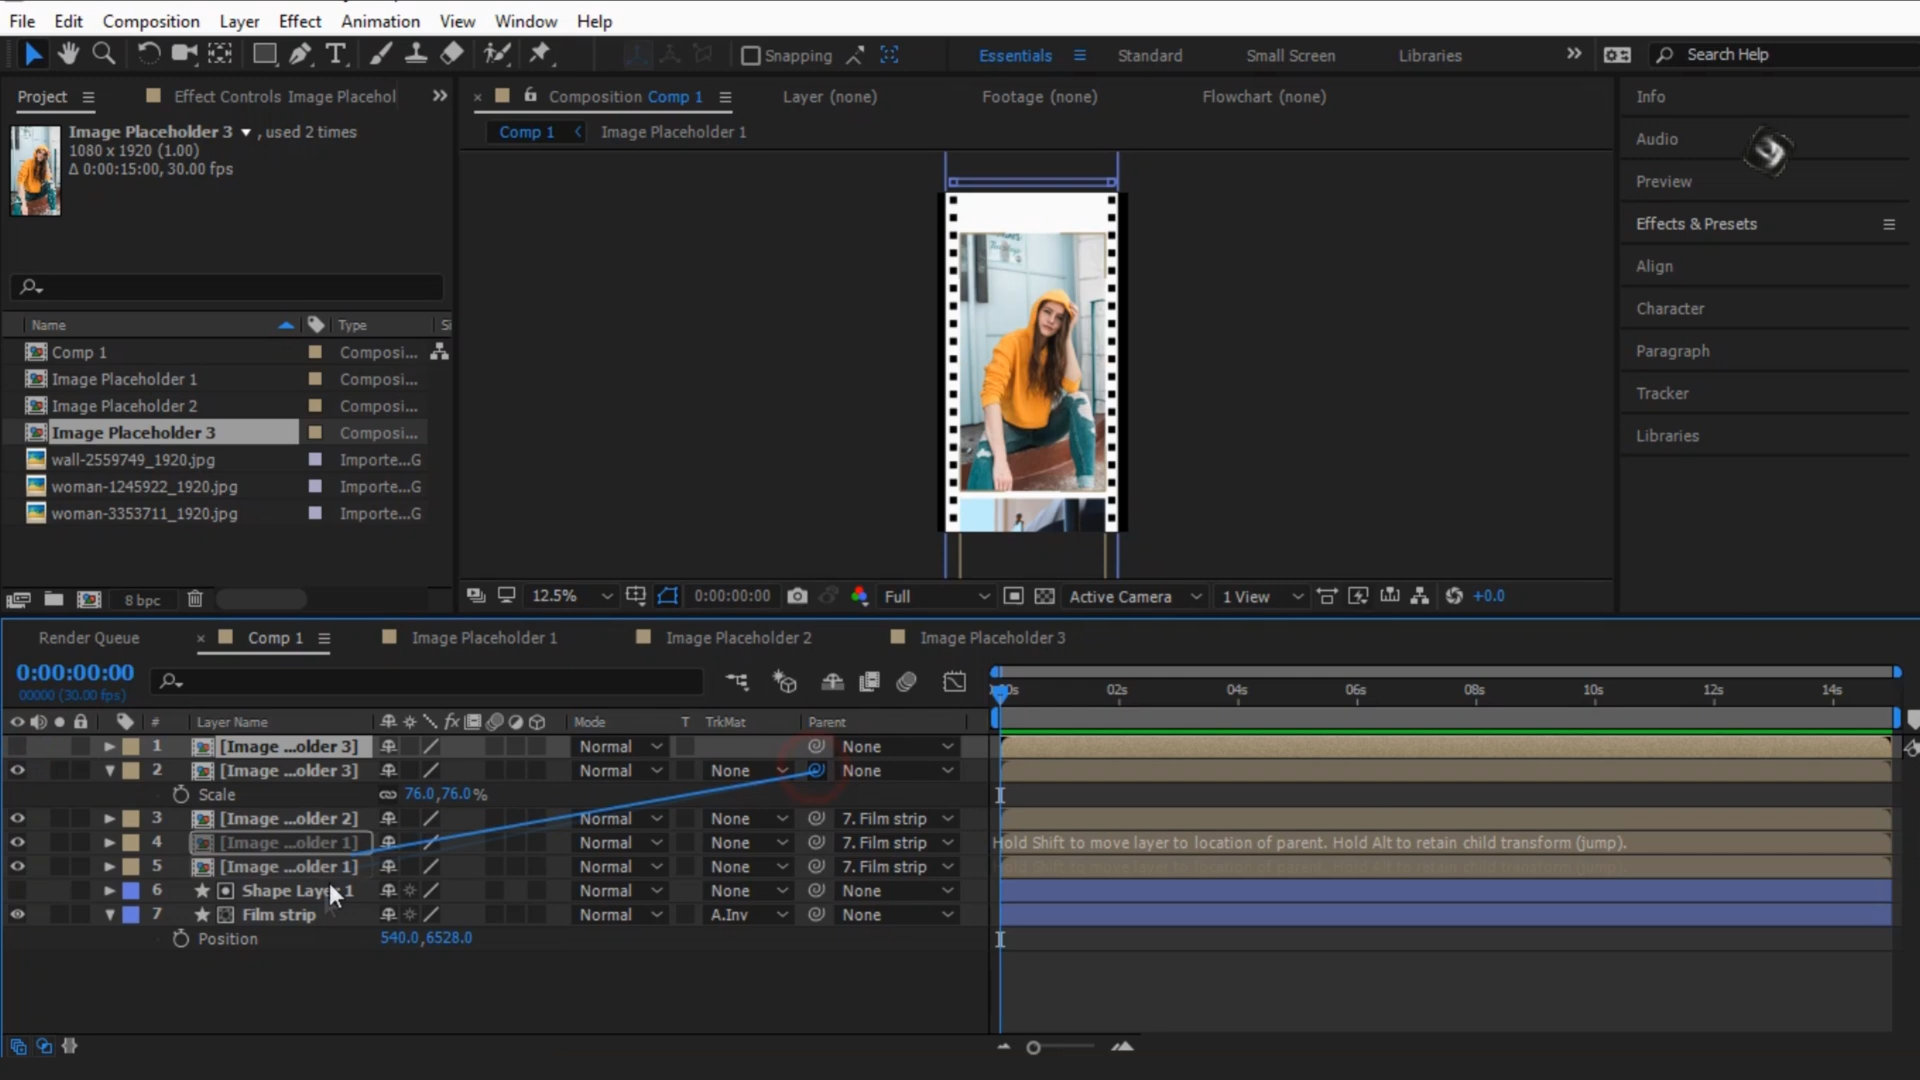 File Edit Composition Layer Effect Animation View Window Help
Snapping Essentials Standard Small Screen Libraries Search Help
Project Effect Controls Image Placehol
Composition Comp 1 Layer (none) Footage (none) Flowchart (none)
Comp 1 Image Placeholder 1
Image Placeholder 3 , used 2 times
1080 x 1920 (1.00)
Δ 0:00:15:00, 30.00 fps
Name Type Si
Comp 1 Composi...
Image Placeholder 1 Composi...
Image Placeholder 2 Composi...
Image Placeholder 3 Composi...
wall-2559749_1920.jpg Importe...G
woman-1245922_1920.jpg Importe...G
woman-3353711_1920.jpg Importe...G
8 bpc
12.5% 0:00:00:00 Full Active Camera 1 View +0.0
Info
Audio
Preview
Effects & Presets
Align
Character
Paragraph
Tracker
Libraries
Render Queue Comp 1 Image Placeholder 1 Image Placeholder 2 Image Placeholder 3
0:00:00:00
00000 (30.00 fps)
02s 04s 06s 08s 10s 12s 14s
# Layer Name fx Mode T TrkMat Parent
1 [Image ...older 3] Normal None
2 [Image ...older 3] Normal None None
Scale 76.0,76.0%
3 [Image ...older 2] Normal None 7. Film strip
4 [Image ...older 1] Normal None 7. Film strip
Hold Shift to move layer to location of parent. Hold Alt to retain child transform (jump).
5 [Image ...older 1] Normal None 7. Film strip
6 Shape Layer 1 Normal None None
7 Film strip Normal A.Inv None
Position 540.0,6528.0